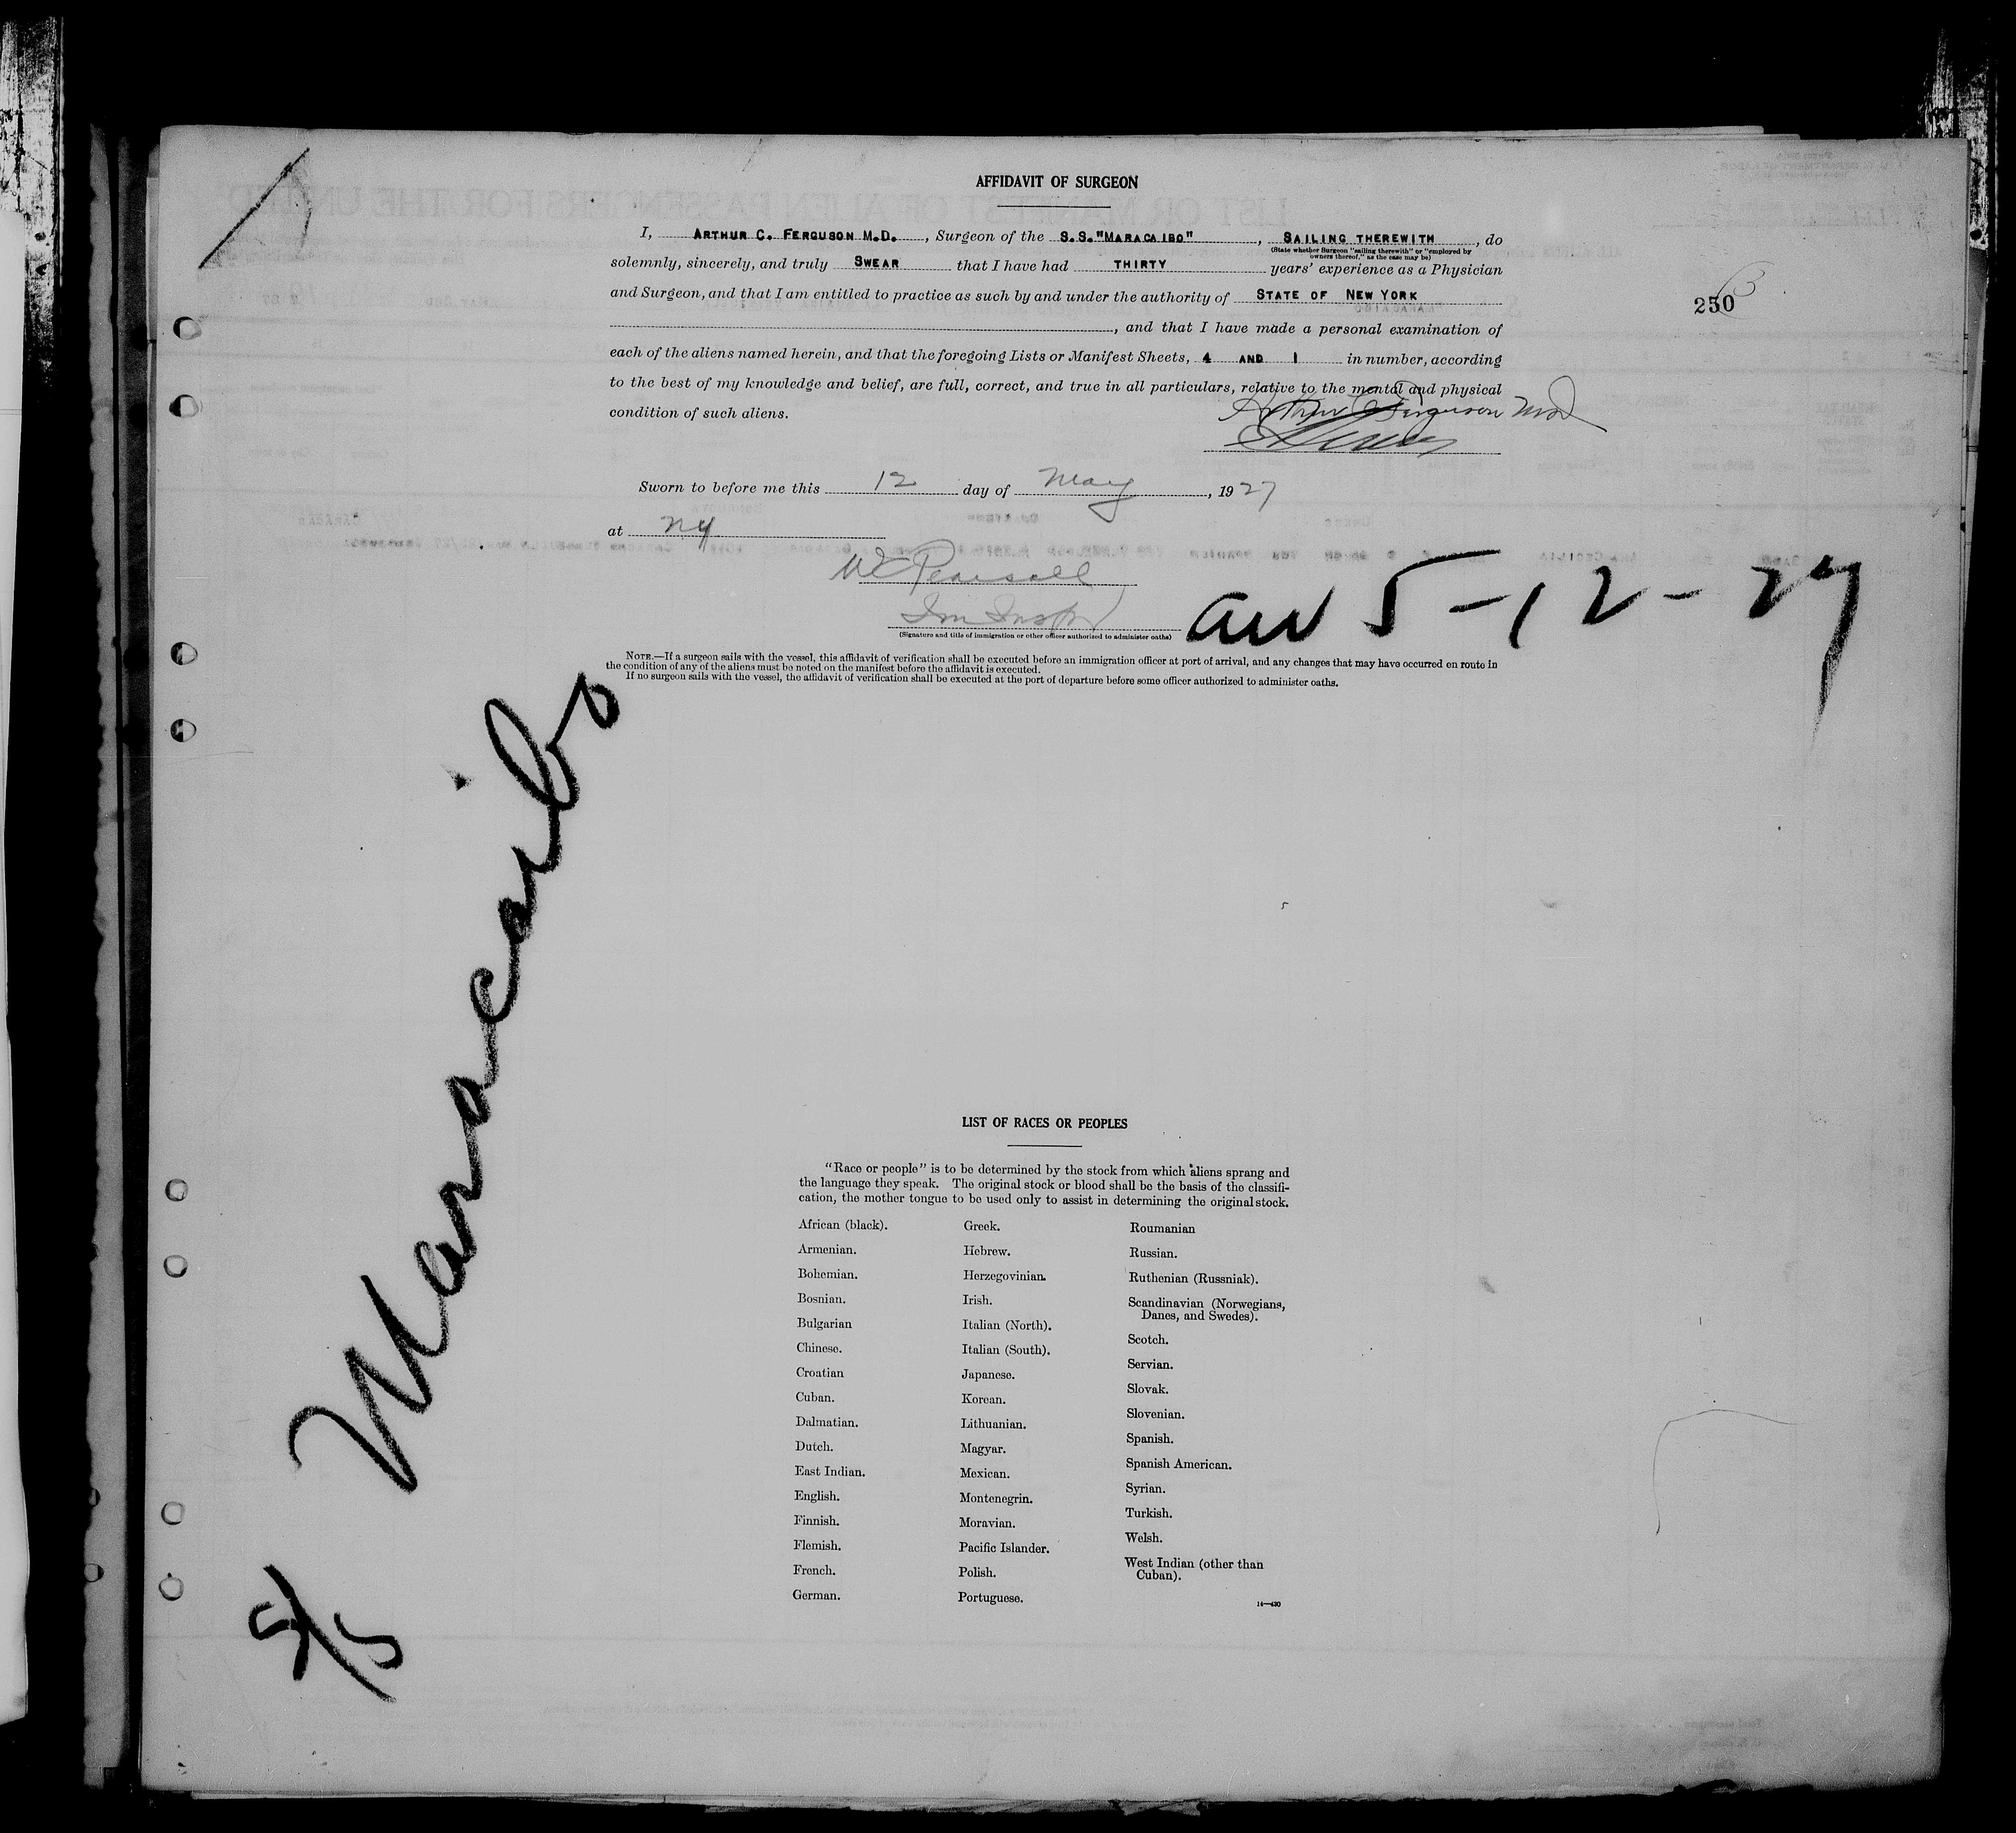 AFFIDAVIT OF SURGEON
I, ARTHUR C. FERGUSON M.D. , Surgeon of the S.S."MARACAIBO" , SAILING THEREWITH , do
(State whether Surgeon "sailing therewith" or "employed by
owners thereof," as the case may be)
solemnly, sincerely, and truly SWEAR that I have had THIRTY years' experience as a Physician
and Surgeon, and that I am entitled to practice as such by and under the authority of STATE OF NEW YORK
250
, and that I have made a personal examination of
each of the aliens named herein, and that the foregoing Lists or Manifest Sheets, 4 AND 1 in number, according
to the best of my knowledge and belief, are full, correct, and true in all particulars, relative to the mental and physical
condition of such aliens.
Arthur C Ferguson MD
Sworn to before me this 12 day of May , 1927
at NY
W E Pearsall
Im Inspr
(Signature and title of immigration or other officer authorized to administer oaths)
arr 5-12-27
NOTE.—If a surgeon sails with the vessel, this affidavit of verification shall be executed before an immigration officer at port of arrival, and any changes that may have occurred en route in
the condition of any of the aliens must be noted on the manifest before the affidavit is executed.
If no surgeon sails with the vessel, the affidavit of verification shall be executed at the port of departure before some officer authorized to administer oaths.
Maracaibo
5/5
LIST OF RACES OR PEOPLES
"Race or people" is to be determined by the stock from which aliens sprang and
the language they speak. The original stock or blood shall be the basis of the classifi-
cation, the mother tongue to be used only to assist in determining the original stock.
African (black).
Armenian.
Bohemian.
Bosnian.
Bulgarian
Chinese.
Croatian
Cuban.
Dalmatian.
Dutch.
East Indian.
English.
Finnish.
Flemish.
French.
German.
Greek.
Hebrew.
Herzegovinian.
Irish.
Italian (North).
Italian (South).
Japanese.
Korean.
Lithuanian.
Magyar.
Mexican.
Montenegrin.
Moravian.
Pacific Islander.
Polish.
Portuguese.
Roumanian
Russian.
Ruthenian (Russniak).
Scandinavian (Norwegians,
Danes, and Swedes).
Scotch.
Servian.
Slovak.
Slovenian.
Spanish.
Spanish American.
Syrian.
Turkish.
Welsh.
West Indian (other than
Cuban).
14—430